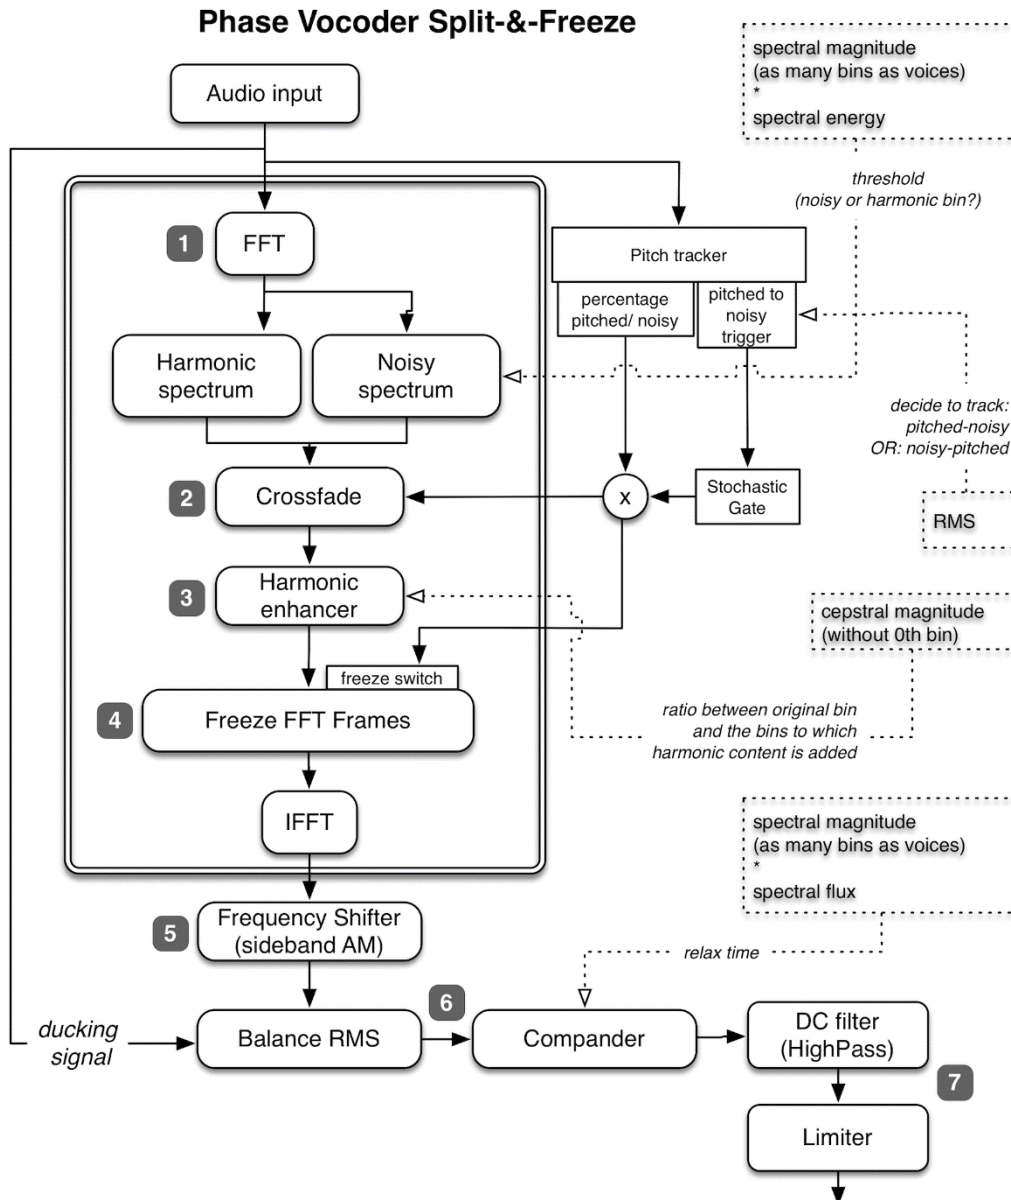 Phase Vocoder Split-&-Freeze
spectral magnitude
(as many bins as voices)
*
spectral energy
Audio input
threshold
(noisy or harmonic bin?)
1
FFT
Pitch tracker
percentage
pitched/ noisy
pitched to
noisy
trigger
Harmonic
spectrum
Noisy
spectrum
decide to track:
pitched-noisy
OR: noisy-pitched
2
Crossfade
x
Stochastic
Gate
RMS
3
Harmonic
enhancer
cepstral magnitude
(without 0th bin)
freeze switch
4
Freeze FFT Frames
ratio between original bin
and the bins to which
harmonic content is added
IFFT
spectral magnitude
(as many bins as voices)
*
spectral flux
5
Frequency Shifter
(sideband AM)
relax time
6
ducking
signal
Balance RMS
Compander
DC filter
(HighPass)
7
Limiter